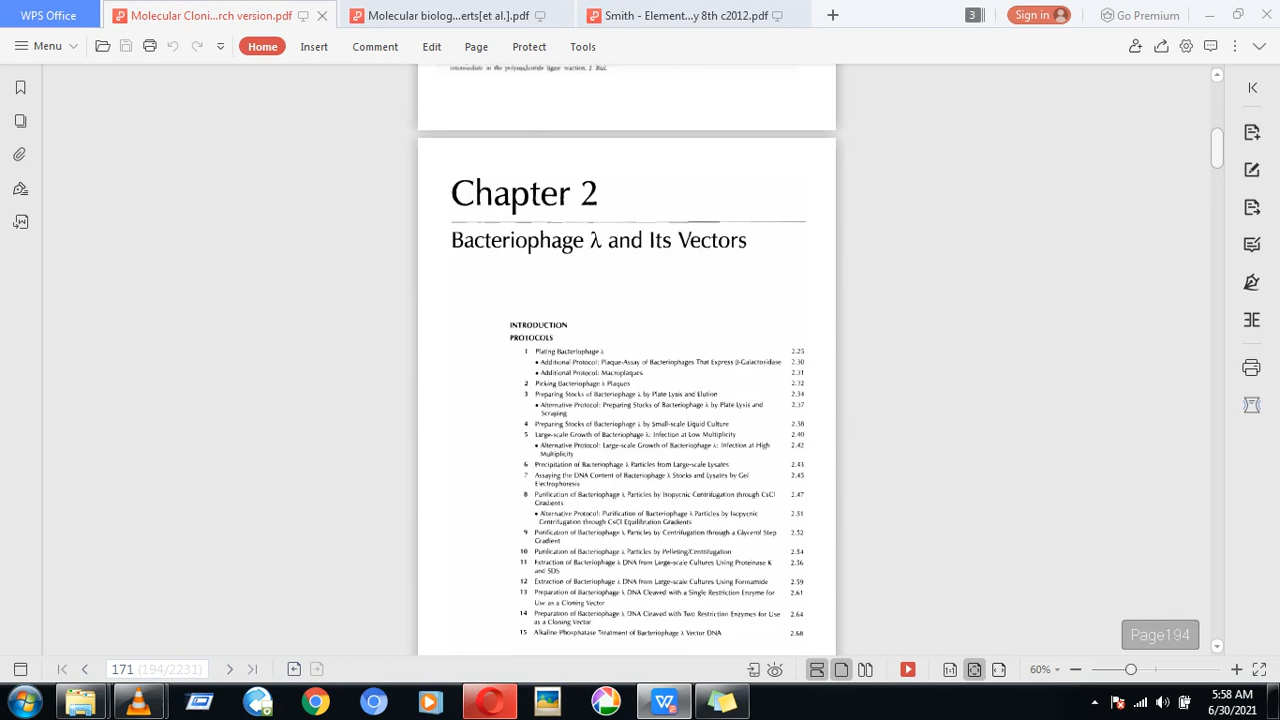 WPS Office
Molecular Cloni...rch version.pdf
Molecular biolog...erts[et al.].pdf
Smith - Element...y 8th c2012.pdf
3
Sign in
Go Premium
Menu
Home
Insert
Comment
Edit
Page
Protect
Tools
intermediate in the polynucleotide ligase reaction. J. Biol.
Chapter 2
Bacteriophage λ and Its Vectors
INTRODUCTION
PROTOCOLS
1 Plating Bacteriophage λ 2.25
• Additional Protocol: Plaque-Assay of Bacteriophages That Express β-Galactosidase 2.30
• Additional Protocol: Macroplaques 2.31
2 Picking Bacteriophage λ Plaques 2.32
3 Preparing Stocks of Bacteriophage λ by Plate Lysis and Elution 2.34
• Alternative Protocol: Preparing Stocks of Bacteriophage λ by Plate Lysis and 2.37
Scraping
4 Preparing Stocks of Bacteriophage λ by Small-scale Liquid Culture 2.38
5 Large-scale Growth of Bacteriophage λ: Infection at Low Multiplicity 2.40
• Alternative Protocol: Large-scale Growth of Bacteriophage λ: Infection at High 2.42
Multiplicity
6 Precipitation of Bacteriophage λ Particles from Large-scale Lysates 2.43
7 Assaying the DNA Content of Bacteriophage λ Stocks and Lysates by Gel 2.45
Electrophoresis
8 Purification of Bacteriophage λ Particles by Isopycnic Centrifugation through CsCl 2.47
Gradients
• Alternative Protocol: Purification of Bacteriophage λ Particles by Isopycnic 2.51
Centrifugation through CsCl Equilibration Gradients
9 Purification of Bacteriophage λ Particles by Centrifugation through a Glycerol Step 2.52
Gradient
10 Purification of Bacteriophage λ Particles by Pelleting/Centrifugation 2.54
11 Extraction of Bacteriophage λ DNA from Large-scale Cultures Using Proteinase K 2.56
and SDS
12 Extraction of Bacteriophage λ DNA from Large-scale Cultures Using Formamide 2.59
13 Preparation of Bacteriophage λ DNA Cleaved with a Single Restriction Enzyme for 2.61
Use as a Cloning Vector
14 Preparation of Bacteriophage λ DNA Cleaved with Two Restriction Enzymes for Use 2.64
as a Cloning Vector
15 Alkaline Phosphatase Treatment of Bacteriophage λ Vector DNA 2.68
Page194
171 (194/2231)
60%
5:58 AM
6/30/2021